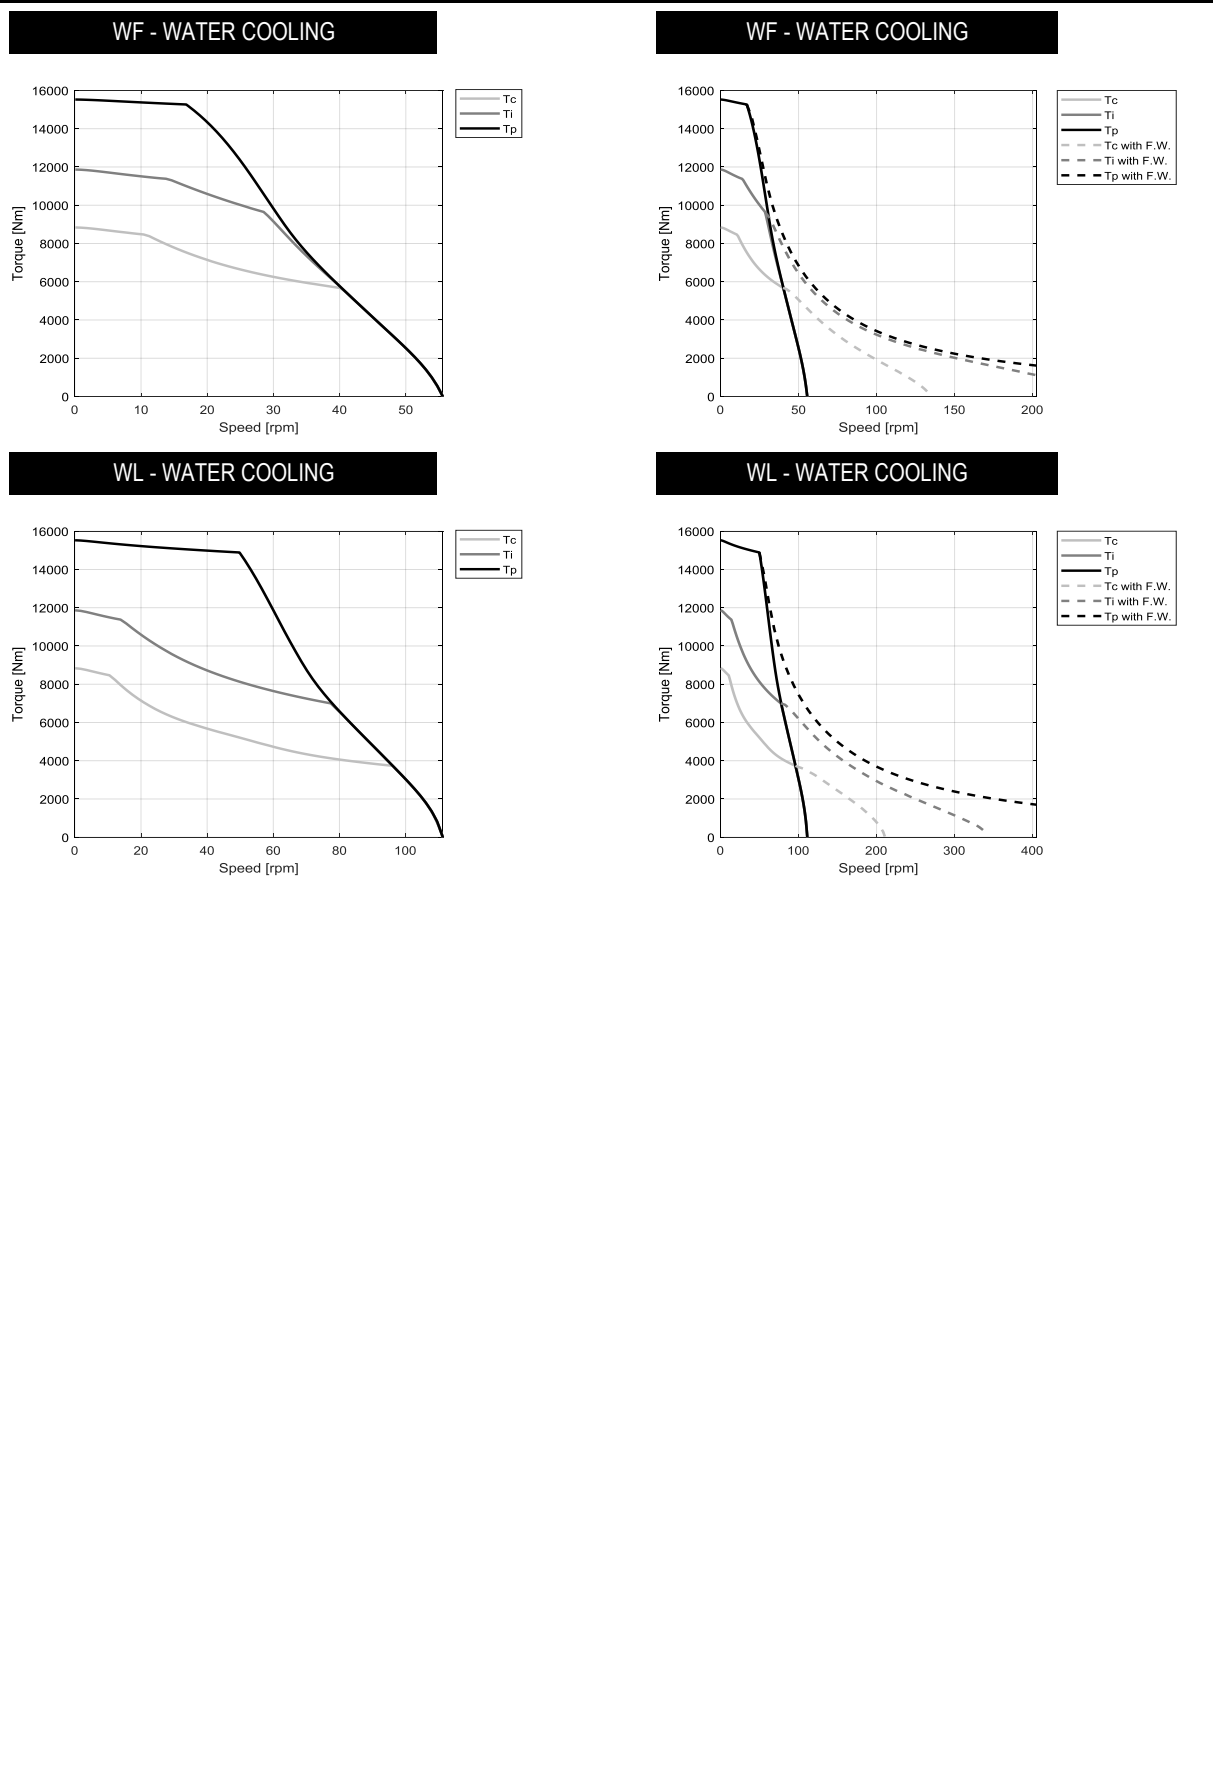 WF - WATER COOLING
16000
14000
12000
10000
8000
6000
4000
2000
0
Torque [Nm]
0 10 20 30 40 50
Speed [rpm]
Tc
Ti
Tp
WF - WATER COOLING
16000
14000
12000
10000
8000
6000
4000
2000
0
Torque [Nm]
0 50 100 150 200
Speed [rpm]
Tc
Ti
Tp
Tc with F.W.
Ti with F.W.
Tp with F.W.
WL - WATER COOLING
16000
14000
12000
10000
8000
6000
4000
2000
0
Torque [Nm]
0 20 40 60 80 100
Speed [rpm]
Tc
Ti
Tp
WL - WATER COOLING
16000
14000
12000
10000
8000
6000
4000
2000
0
Torque [Nm]
0 100 200 300 400
Speed [rpm]
Tc
Ti
Tp
Tc with F.W.
Ti with F.W.
Tp with F.W.